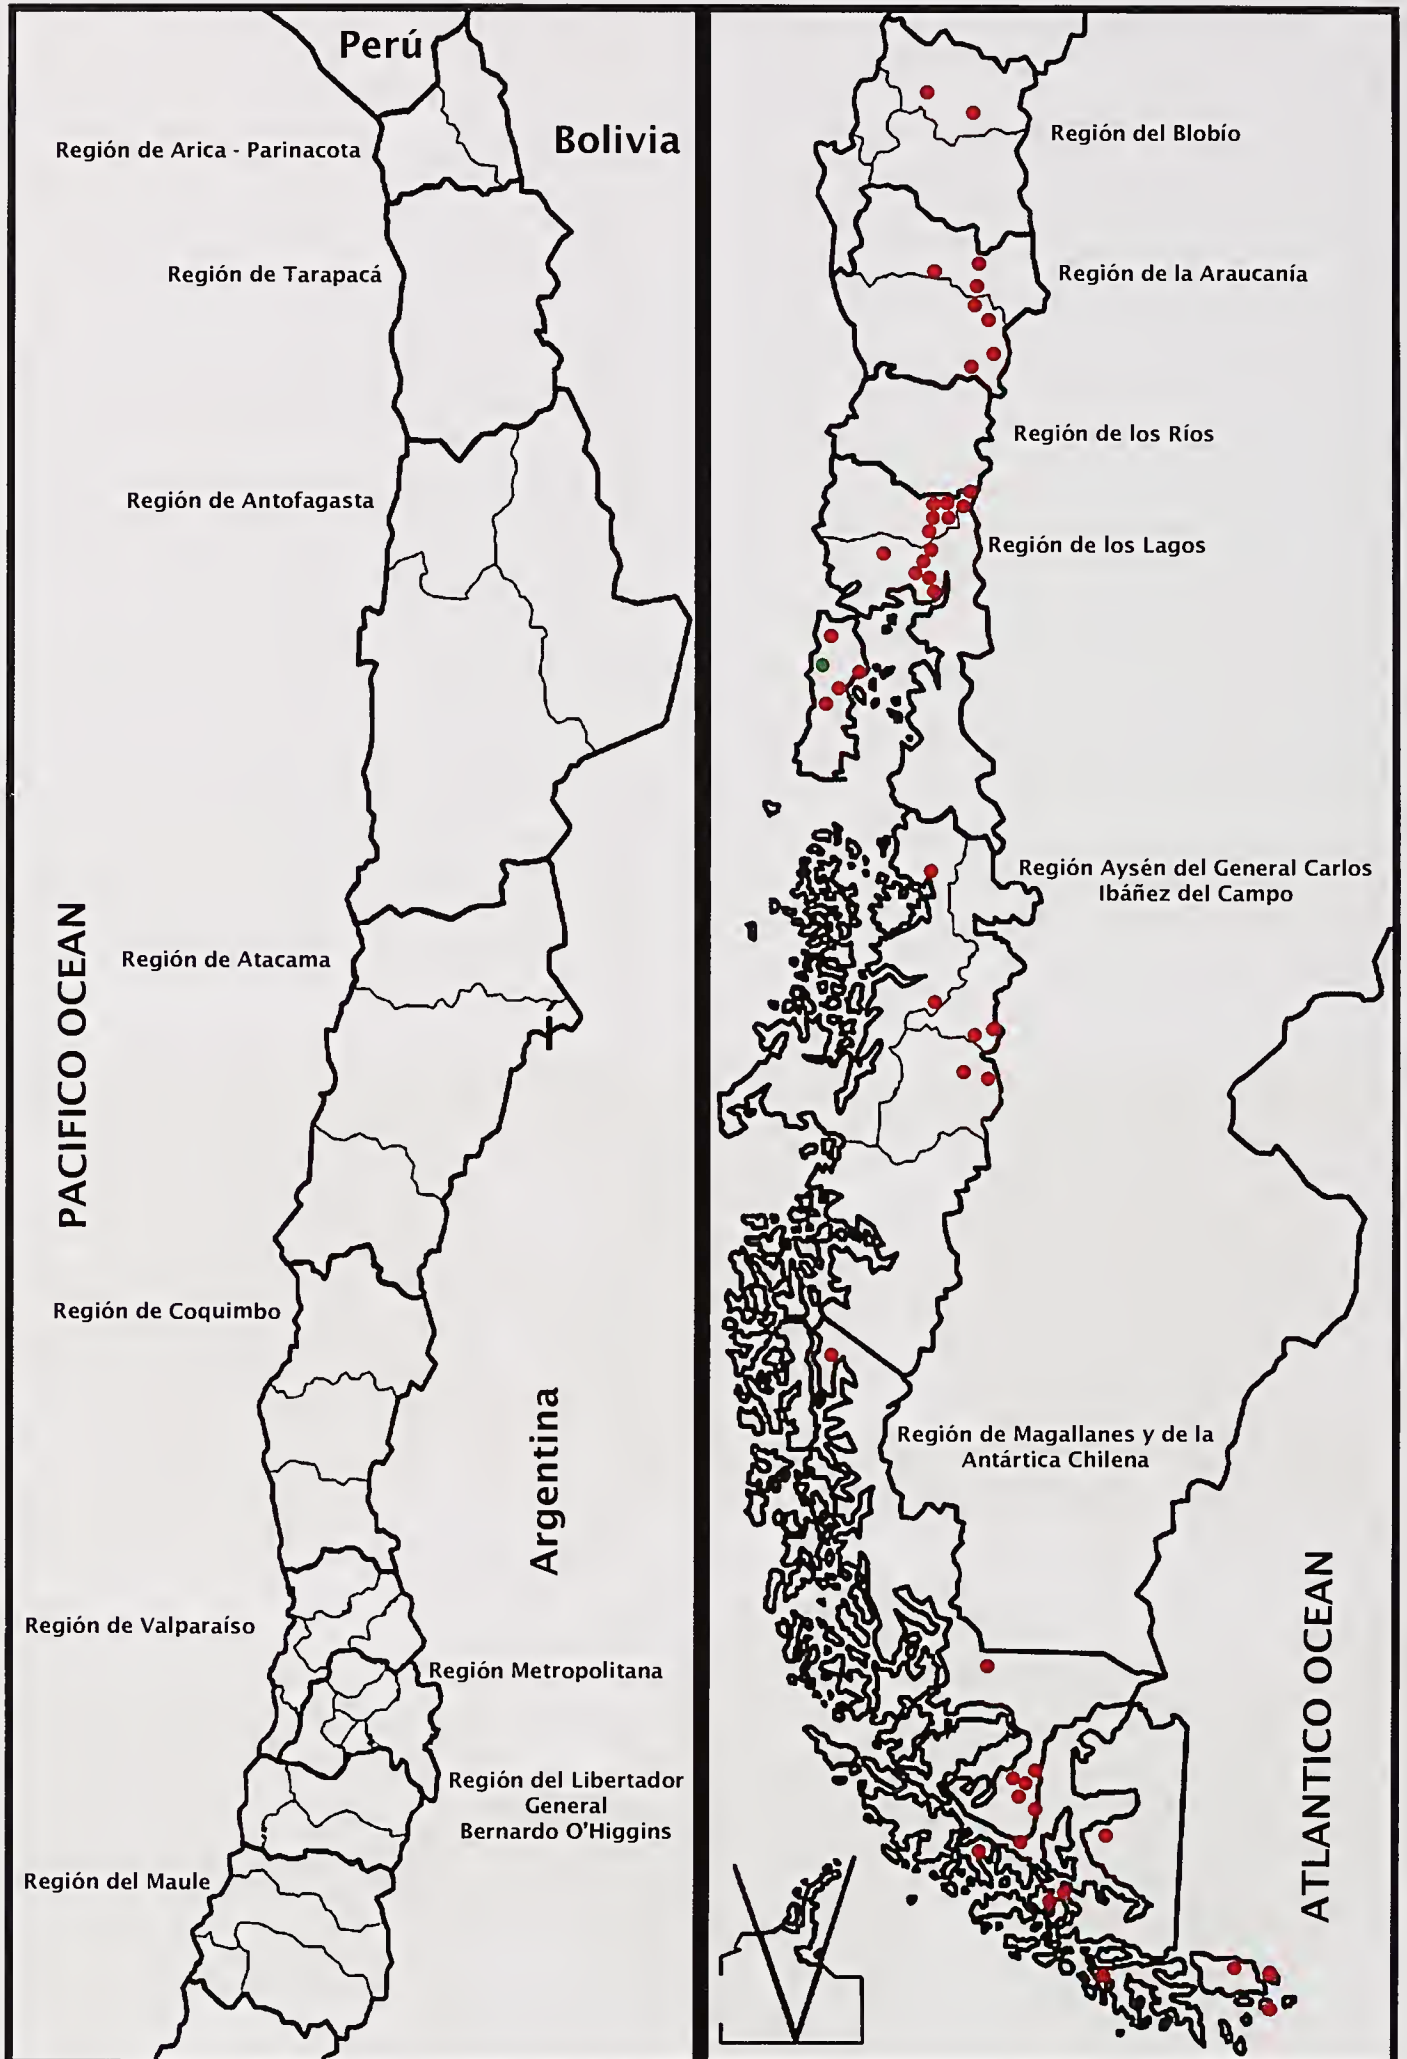 Perú
Bolivia
Región de Arica - Parinacota
Región de Tarapacá
Región de Antofagasta
Región de Atacama
PACIFICO OCEAN
Región de Coquimbo
Argentina
Región de Valparaíso
Región Metropolitana
Región del Libertador
General
Bernardo O'Higgins
Región del Maule
Región del Blobío
Región de la Araucanía
Región de los Ríos
Región de los Lagos
Región Aysén del General Carlos
Ibáñez del Campo
Región de Magallanes y de la
Antártica Chilena
ATLANTICO OCEAN